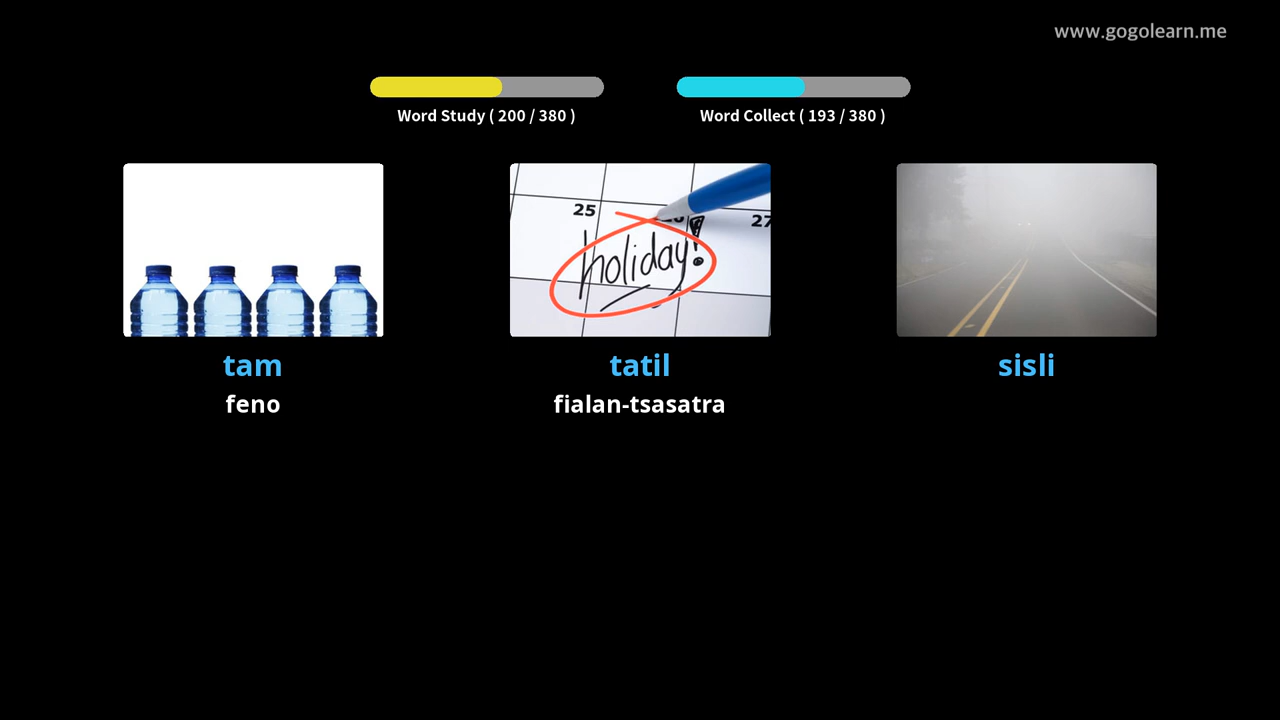 www.gogolearn.me
Word Study ( 200 / 380 )
Word Collect ( 193 / 380 )
25
27
holiday!
tam
tatil
sisli
feno
fialan-tsasatra